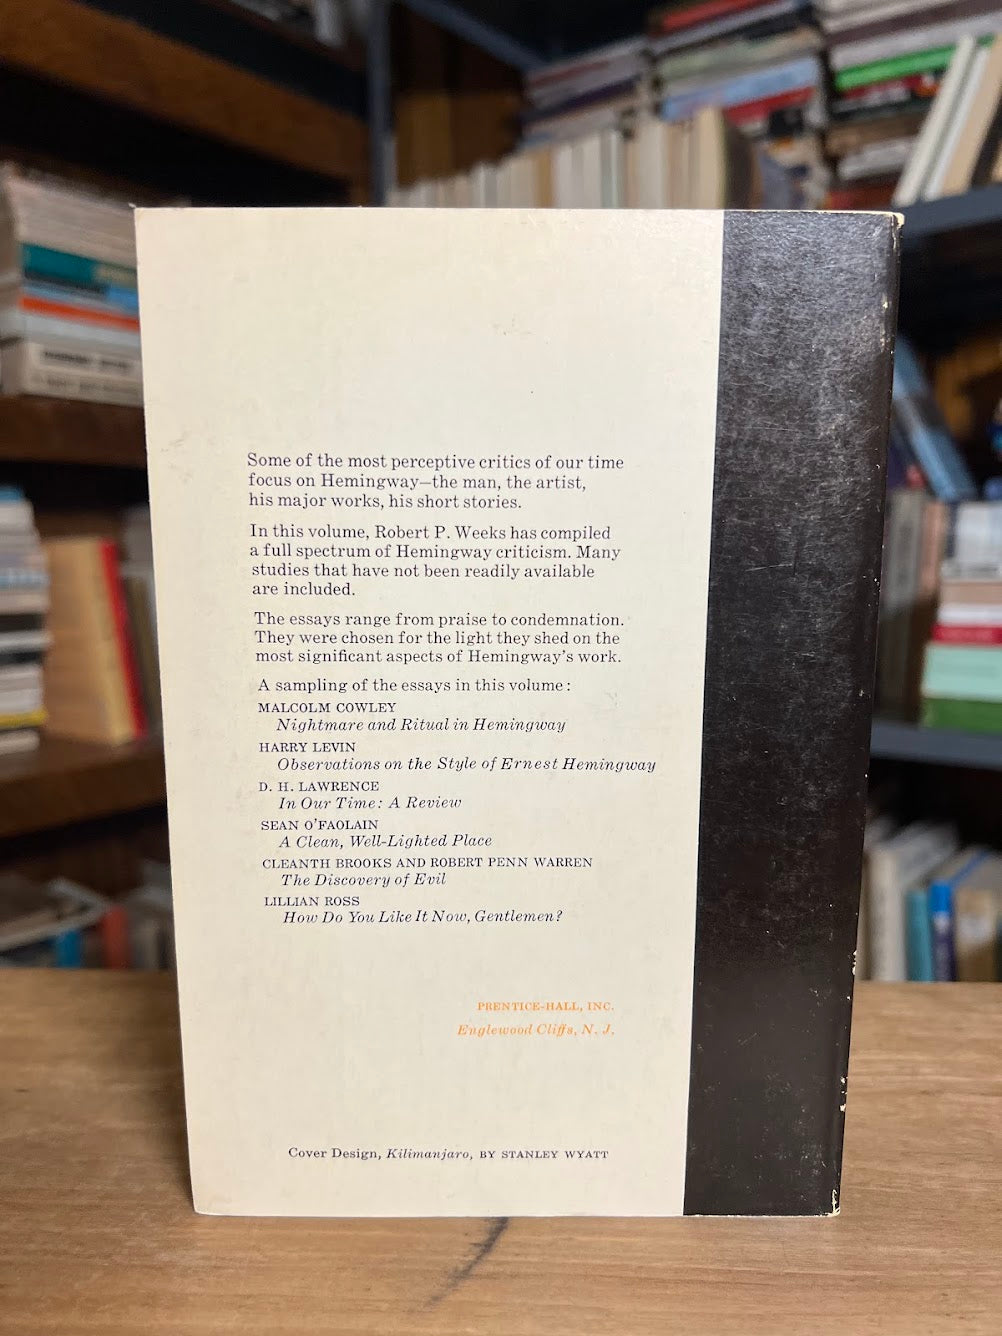 Some of the most perceptive critics of our time
focus on Hemingway—the man, the artist,
his major works, his short stories.
In this volume, Robert P. Weeks has compiled
a full spectrum of Hemingway criticism. Many
studies that have not been readily available
are included.
The essays range from praise to condemnation.
They were chosen for the light they shed on the
most significant aspects of Hemingway's work.
A sampling of the essays in this volume:
MALCOLM COWLEY
Nightmare and Ritual in Hemingway
HARRY LEVIN
Observations on the Style of Ernest Hemingway
D. H. LAWRENCE
In Our Time: A Review
SEAN O'FAOLAIN
A Clean, Well-Lighted Place
CLEANTH BROOKS AND ROBERT PENN WARREN
The Discovery of Evil
LILLIAN ROSS
How Do You Like It Now, Gentlemen?
PRENTICE-HALL, INC.
Englewood Cliffs, N. J.
Cover Design, Kilimanjaro, BY STANLEY WYATT